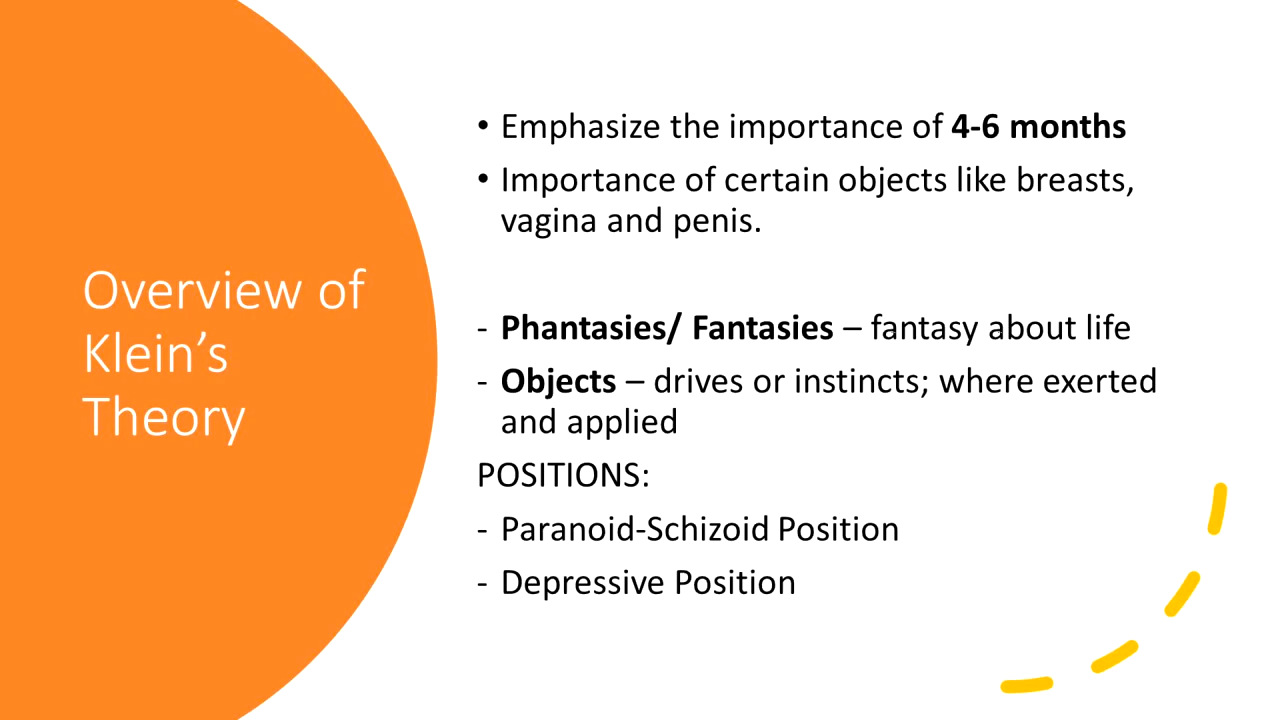 Overview of
Klein’s
Theory
• Emphasize the importance of 4-6 months
• Importance of certain objects like breasts,
vagina and penis.
- Phantasies/ Fantasies – fantasy about life
- Objects – drives or instincts; where exerted
and applied
POSITIONS:
- Paranoid-Schizoid Position
- Depressive Position